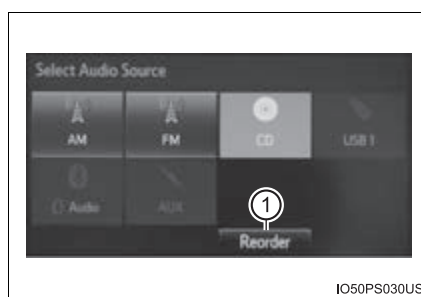 Select Audio Source
AM
FM
CD
USB 1
Audio
AUX
1
Reorder
IO50PS030US